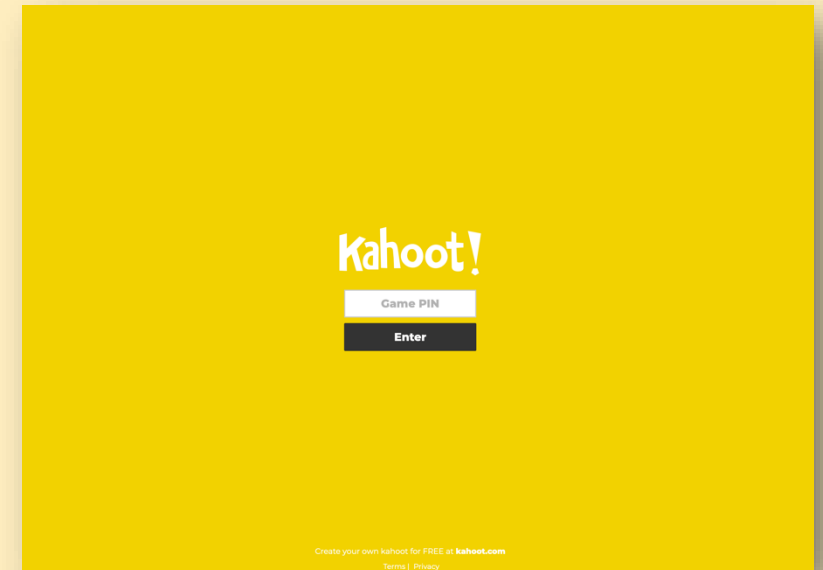 Kahoot!
Game PIN
Enter
Create your own kahoot for FREE at kahoot.com
Terms | Privacy